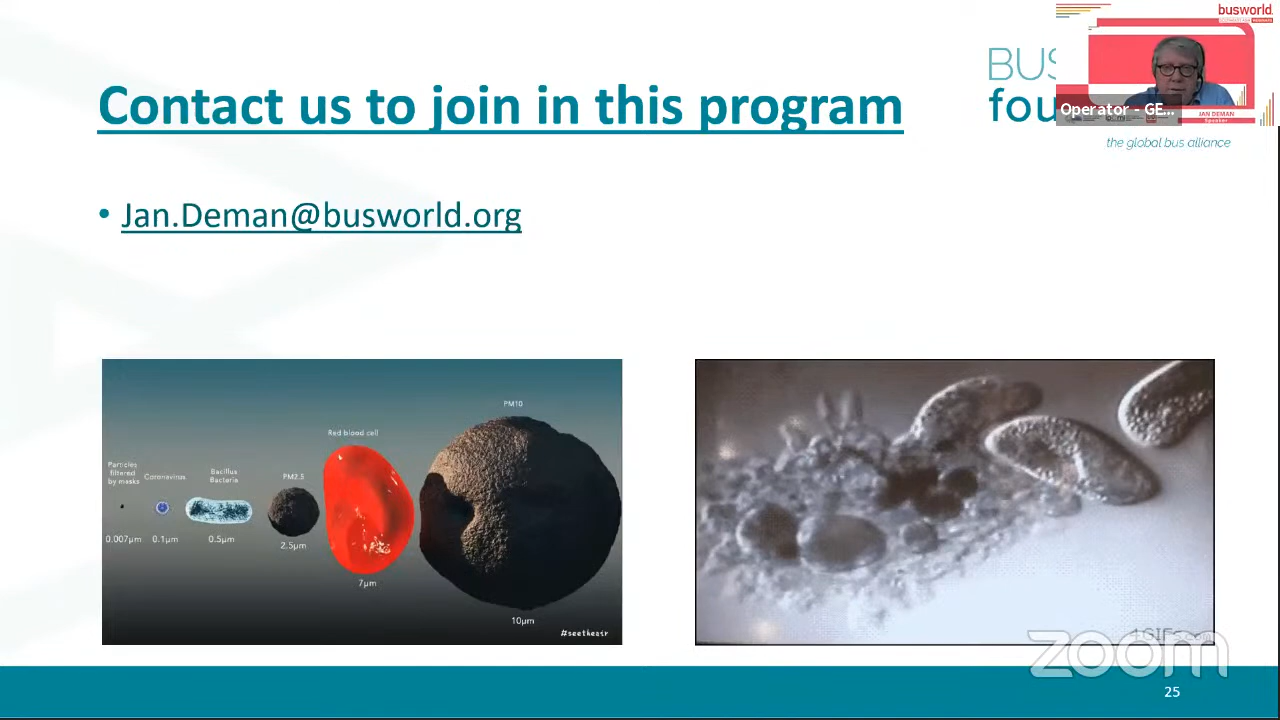 busworld.
BUS
Contact us to join in this program
fou
Operator - GE...
JAN DEMAN
Speaker
the global bus alliance
• Jan.Deman@busworld.org
PM10
Red blood cell
Particles
filtered
by masks
Coronavirus
Bacillus
Bacteria
PM2.5
0.007µm
0.1µm
0.5µm
2.5µm
7µm
10µm
#seetheair
zoom
25